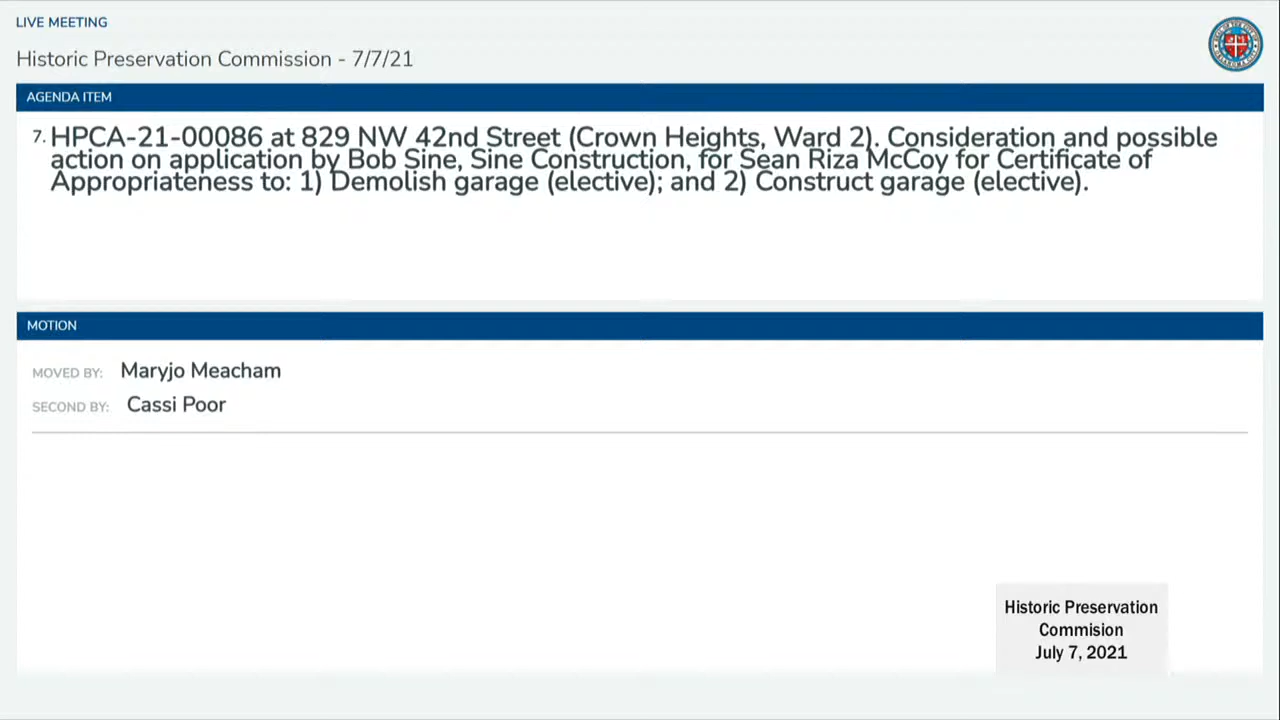 LIVE MEETING
Historic Preservation Commission - 7/7/21
AGENDA ITEM
7. HPCA-21-00086 at 829 NW 42nd Street (Crown Heights, Ward 2). Consideration and possible
action on application by Bob Sine, Sine Construction, for Sean Riza McCoy for Certificate of
Appropriateness to: 1) Demolish garage (elective); and 2) Construct garage (elective).
MOTION
MOVED BY: Maryjo Meacham
SECOND BY: Cassi Poor
Historic Preservation
Commision
July 7, 2021